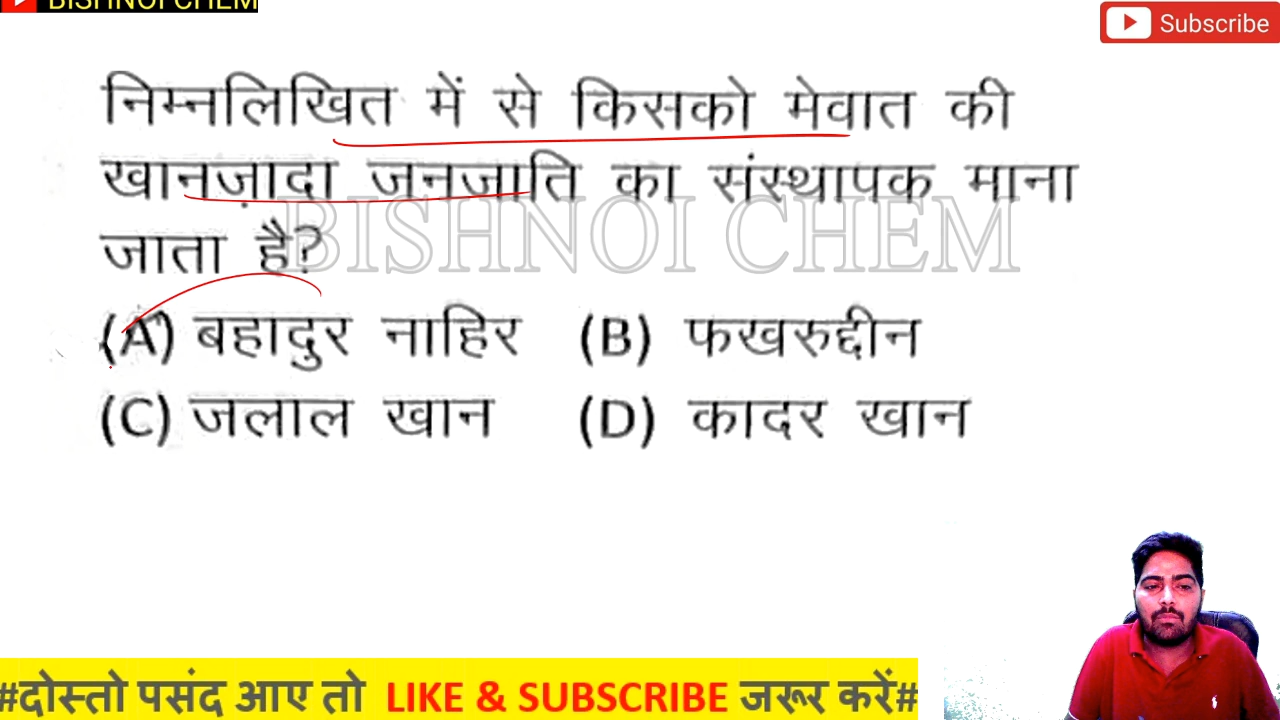 BISHNOI CHEM
Subscribe
निम्नलिखित में से किसको मेवात की
खानज़ादा जनजाति का संस्थापक माना
जाता है?
BISHNOI CHEM
(A) बहादुर नाहिर (B) फखरुद्दीन
(C) जलाल खान (D) कादर खान
#दोस्तो पसंद आए तो LIKE & SUBSCRIBE जरूर करें#